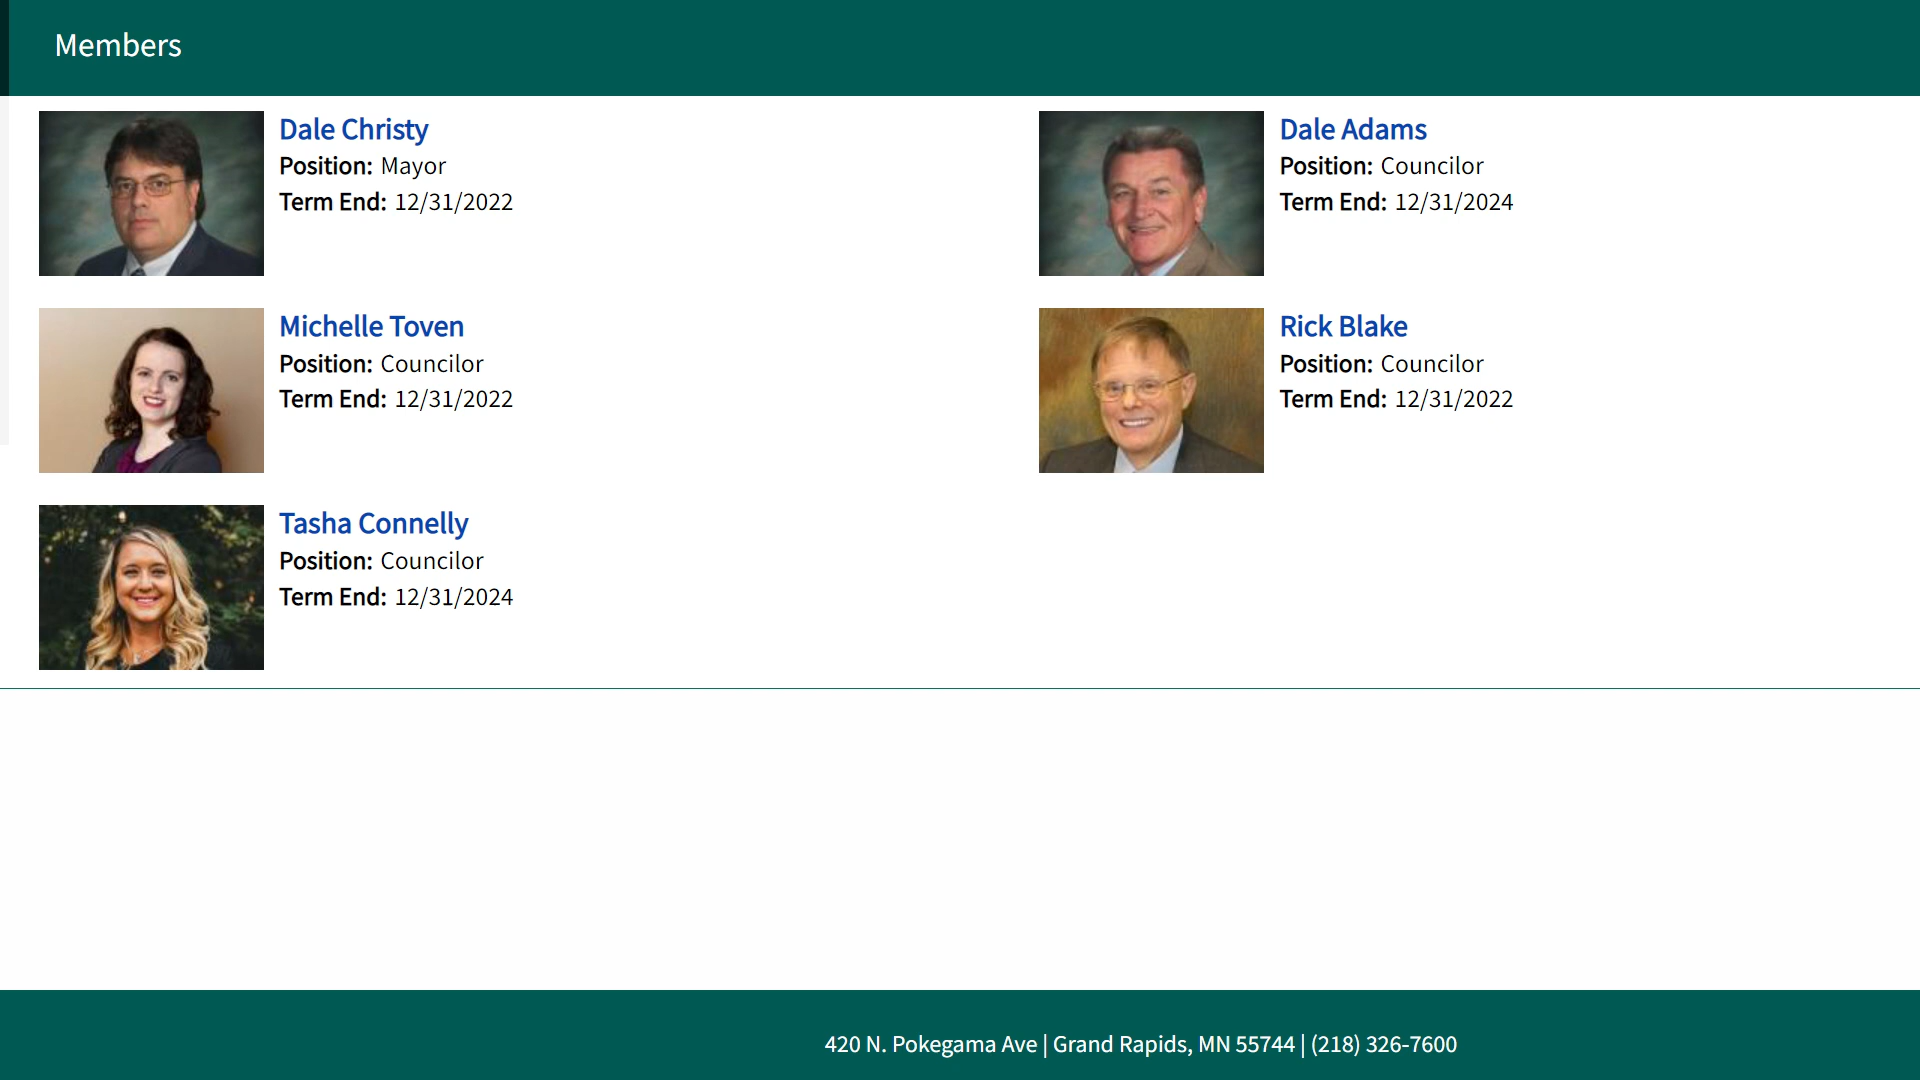 Members
Dale Christy
Position: Mayor
Term End: 12/31/2022
Dale Adams
Position: Councilor
Term End: 12/31/2024
Michelle Toven
Position: Councilor
Term End: 12/31/2022
Rick Blake
Position: Councilor
Term End: 12/31/2022
Tasha Connelly
Position: Councilor
Term End: 12/31/2024
420 N. Pokegama Ave | Grand Rapids, MN 55744 | (218) 326-7600